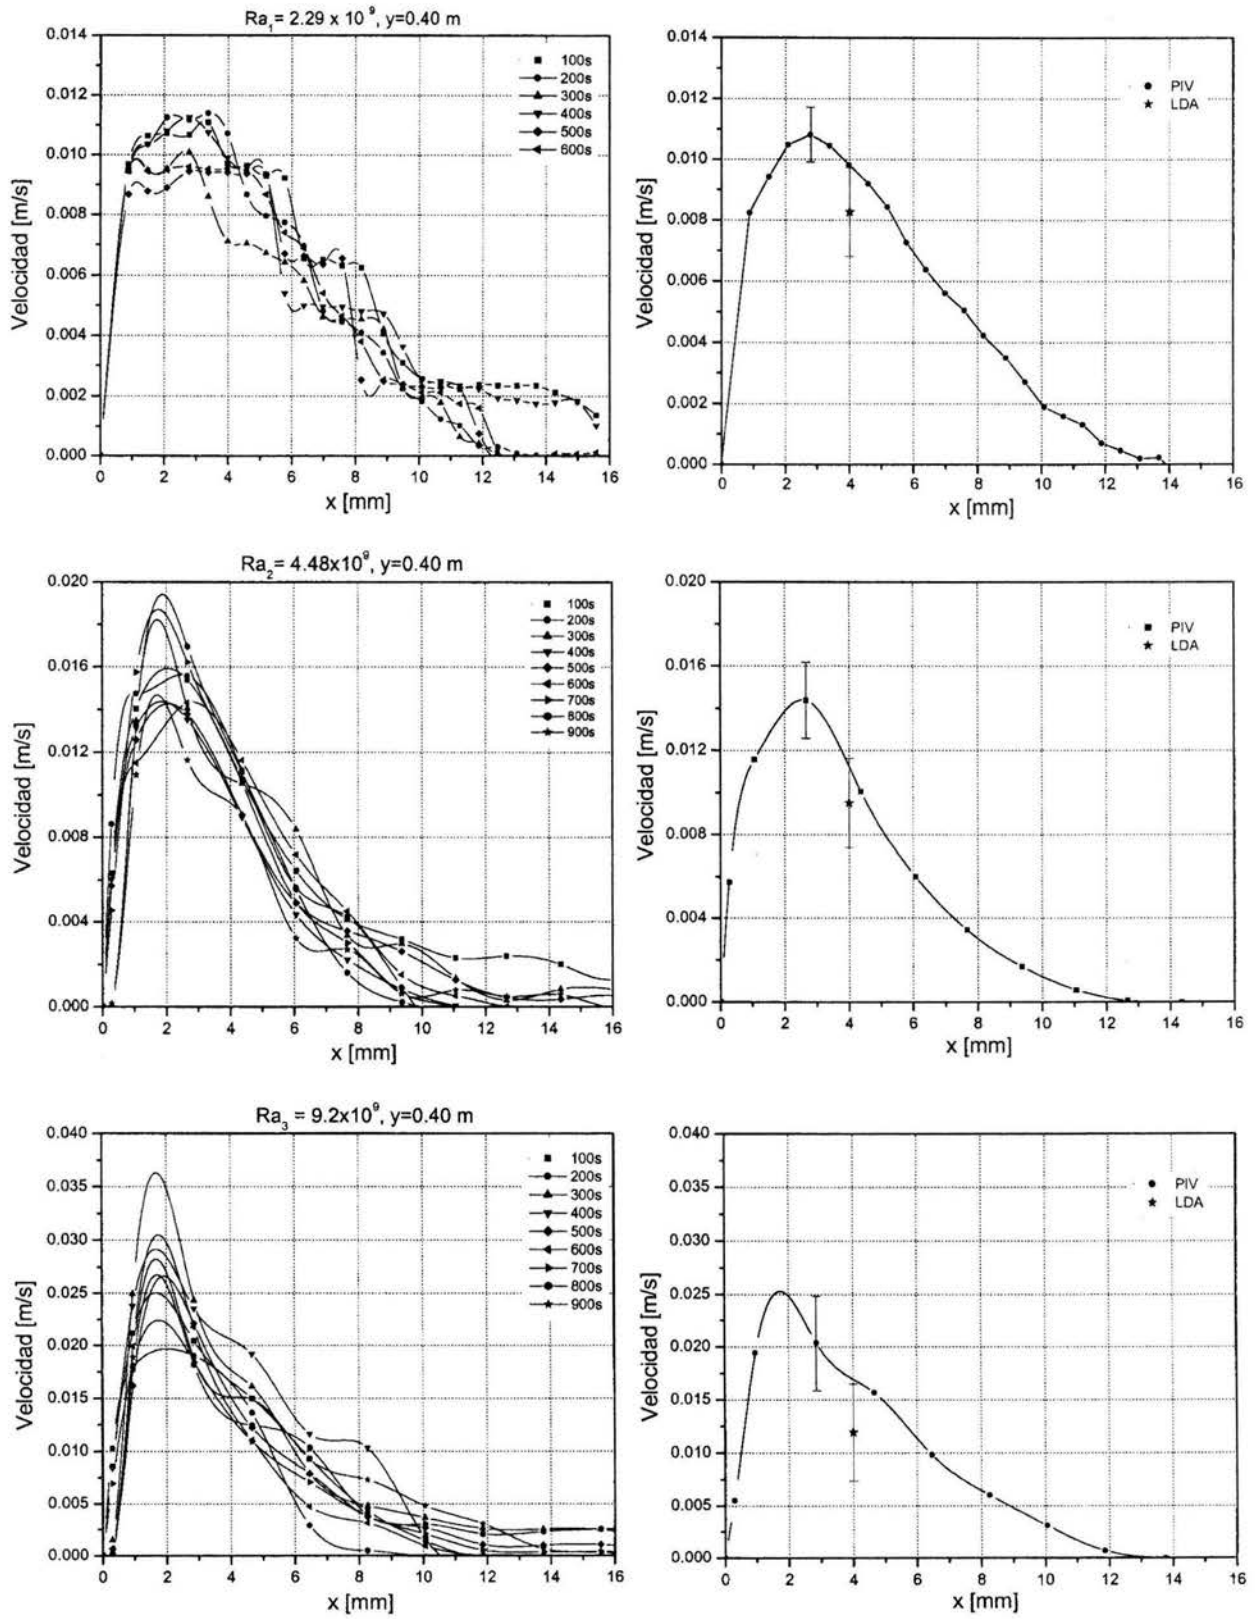 Ra₁= 2.29 x 10⁹, y=0.40 m
0.014
0.012
0.010
0.008
0.006
0.004
0.002
0.000
Velocidad [m/s]
100s
200s
300s
400s
500s
600s
0 2 4 6 8 10 12 14 16
x [mm]
0.014
0.012
0.010
0.008
0.006
0.004
0.002
0.000
Velocidad [m/s]
PIV
LDA
0 2 4 6 8 10 12 14 16
x [mm]
Ra₂= 4.48x10⁹, y=0.40 m
0.020
0.016
0.012
0.008
0.004
0.000
Velocidad [m/s]
100s
200s
300s
400s
500s
600s
700s
800s
900s
0 2 4 6 8 10 12 14 16
x [mm]
0.020
0.016
0.012
0.008
0.004
0.000
Velocidad [m/s]
PIV
LDA
0 2 4 6 8 10 12 14 16
x [mm]
Ra₃ = 9.2x10⁹, y=0.40 m
0.040
0.035
0.030
0.025
0.020
0.015
0.010
0.005
0.000
Velocidad [m/s]
100s
200s
300s
400s
500s
600s
700s
800s
900s
0 2 4 6 8 10 12 14 16
x [mm]
0.040
0.035
0.030
0.025
0.020
0.015
0.010
0.005
0.000
Velocidad [m/s]
PIV
LDA
0 2 4 6 8 10 12 14 16
x [mm]